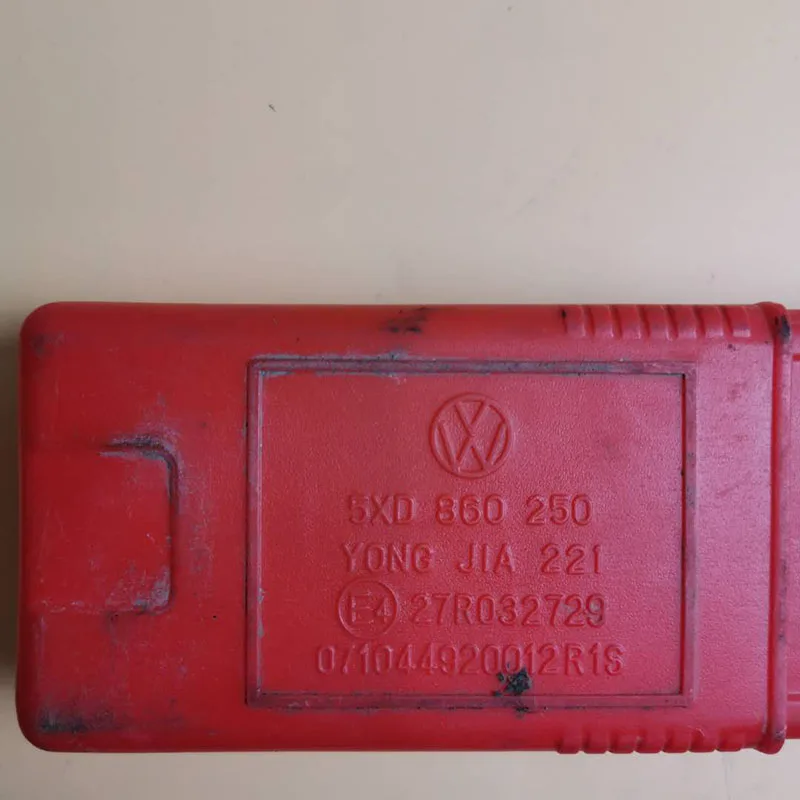 5XD 860 250
YONG JIA 221
E4 27R032729
0/1044920012R1S